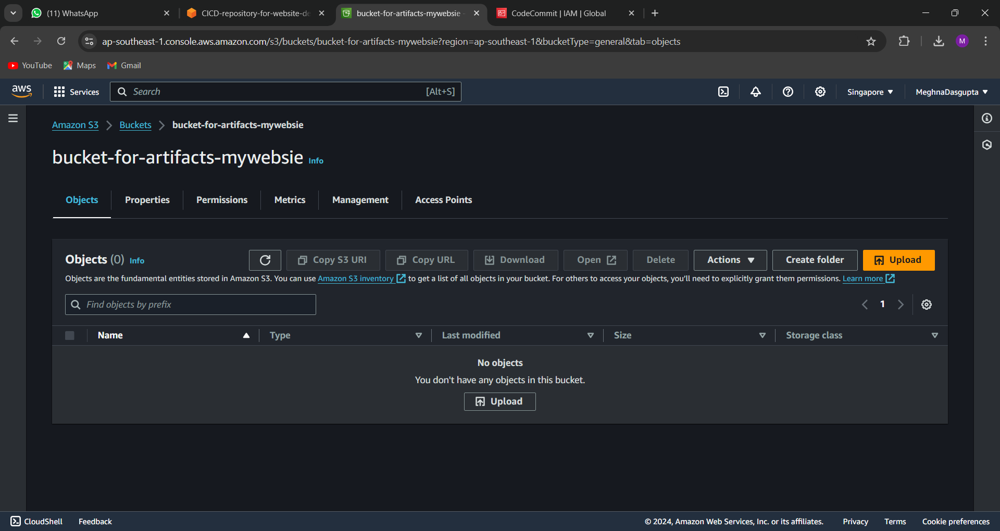 (11) WhatsApp
CICD-repository-for-website-de
bucket-for-artifacts-mywebsie -
CodeCommit | IAM | Global
ap-southeast-1.console.aws.amazon.com/s3/buckets/bucket-for-artifacts-mywebsie?region=ap-southeast-1&bucketType=general&tab=objects
M
YouTube
Maps
Gmail
aws
Services
Search
[Alt+S]
Singapore
MeghnaDasgupta
Amazon S3
Buckets
bucket-for-artifacts-mywebsie
bucket-for-artifacts-mywebsie Info
Objects
Properties
Permissions
Metrics
Management
Access Points
Objects (0) Info
Copy S3 URI
Copy URL
Download
Open
Delete
Actions
Create folder
Upload
Objects are the fundamental entities stored in Amazon S3. You can use Amazon S3 inventory to get a list of all objects in your bucket. For others to access your objects, you'll need to explicitly grant them permissions. Learn more
Find objects by prefix
1
Name
Type
Last modified
Size
Storage class
No objects
You don't have any objects in this bucket.
Upload
CloudShell
Feedback
© 2024, Amazon Web Services, Inc. or its affiliates.
Privacy
Terms
Cookie preferences